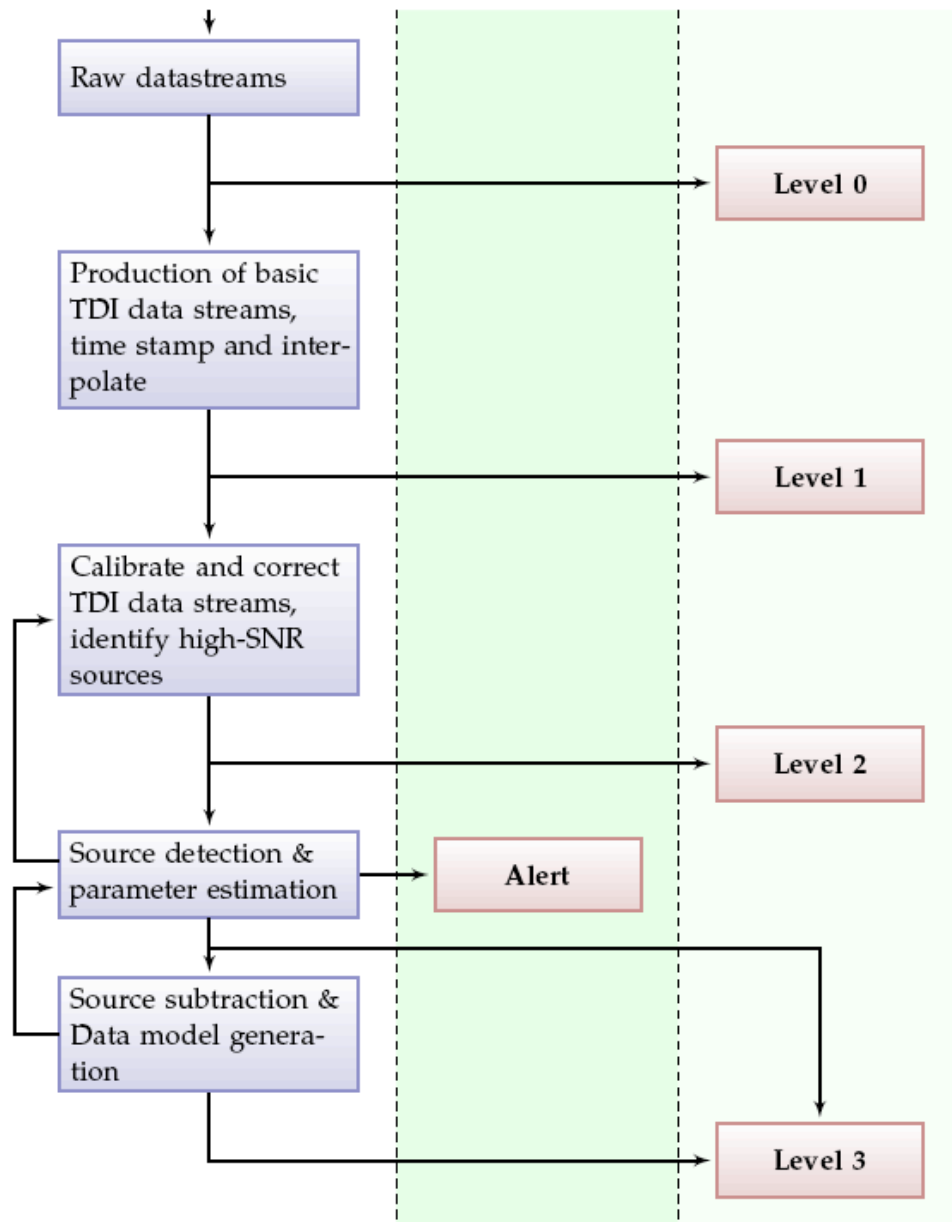 Raw datastreams
Level 0
Production of basic
TDI data streams,
time stamp and inter-
polate
Level 1
Calibrate and correct
TDI data streams,
identify high-SNR
sources
Level 2
Source detection &
parameter estimation
Alert
Source subtraction &
Data model genera-
tion
Level 3